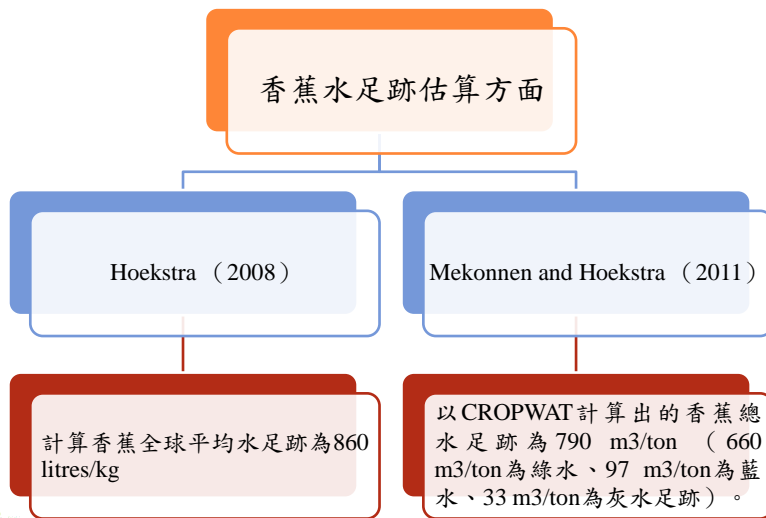 香蕉水足跡估算方面
Hoekstra （2008）
Mekonnen and Hoekstra （2011）
計算香蕉全球平均水足跡為860
litres/kg
以CROPWAT計算出的香蕉總
水足跡為790 m3/ton （660
m3/ton為綠水、97 m3/ton為藍
水、33 m3/ton為灰水足跡）。